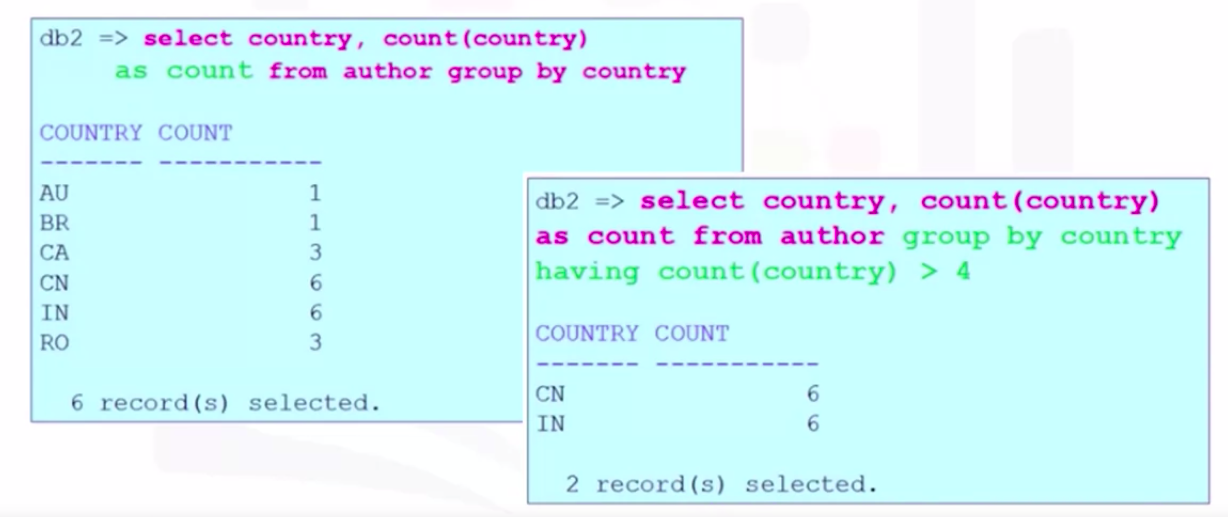 db2 => select country, count(country)
as count from author group by country
COUNTRY COUNT
------- -----------
AU 1
BR 1
CA 3
CN 6
IN 6
RO 3
6 record(s) selected.
db2 => select country, count(country)
as count from author group by country
having count(country) > 4
COUNTRY COUNT
------- -----------
CN 6
IN 6
2 record(s) selected.